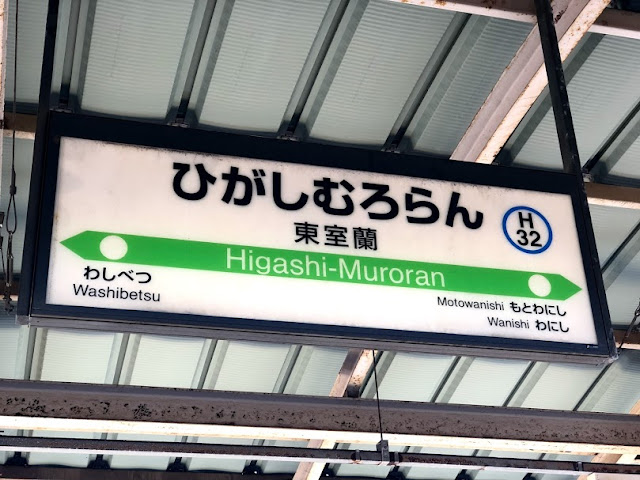 ひがしむろらん
東室蘭
H
32
Higashi-Muroran
わしべつ
Washibetsu
Motowanishi もとわにし
Wanishi わにし